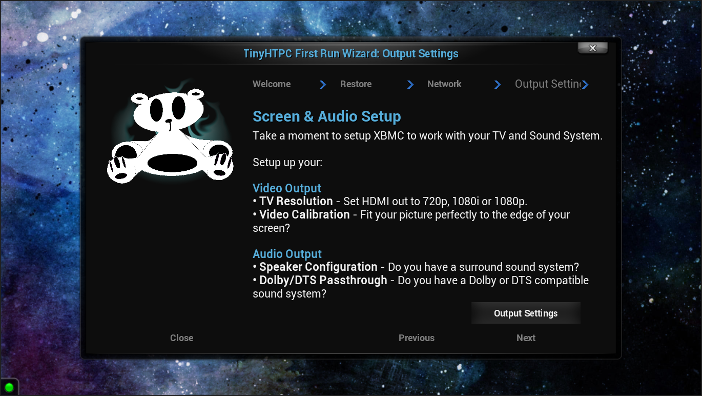 TinyHTPC First Run Wizard: Output Settings
Welcome
Restore
Network
Output Settin
Screen & Audio Setup
Take a moment to setup XBMC to work with your TV and Sound System.
Setup up your:
Video Output
• TV Resolution - Set HDMI out to 720p, 1080i or 1080p.
• Video Calibration - Fit your picture perfectly to the edge of your
screen?
Audio Output
• Speaker Configuration - Do you have a surround sound system?
• Dolby/DTS Passthrough - Do you have a Dolby or DTS compatible
sound system?
Output Settings
Close
Previous
Next